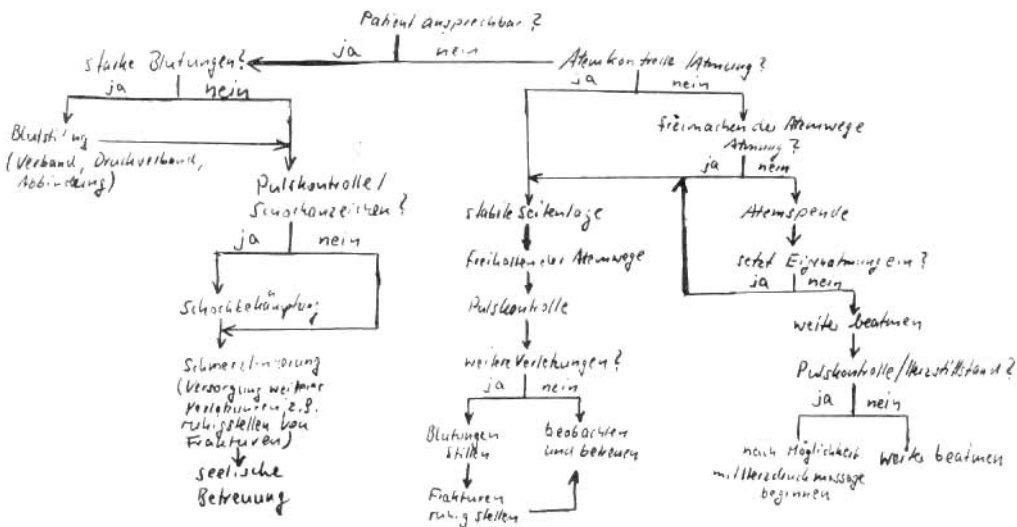 Patient ansprechbar?
ja nein
starke Blutungen?
ja nein
Blutstillung
(Verband, Druckverband,
Abbindung)
Pulskontrolle/
Schockanzeichen?
ja nein
Schockbekämpfung
Schmerzlinderung
(Versorgung weiterer
Verletzungen, z.B.
ruhigstellen von
Frakturen)
seelische
Betreuung
Atemkontrolle/Atmung?
ja nein
stabile Seitenlage
Freihalten der Atemwege
Pulskontrolle
weitere Verletzungen?
ja nein
Blutungen
stillen
Frakturen
ruhig stellen
beobachten
und betreuen
freimachen der Atemwege
Atmung?
ja nein
Atemspende
setzt Eigenatmung ein?
ja nein
weiter beatmen
Pulskontrolle/Herzstillstand?
ja nein
nach Möglichkeit
mit Herzdruckmassage
beginnen
weiter beatmen